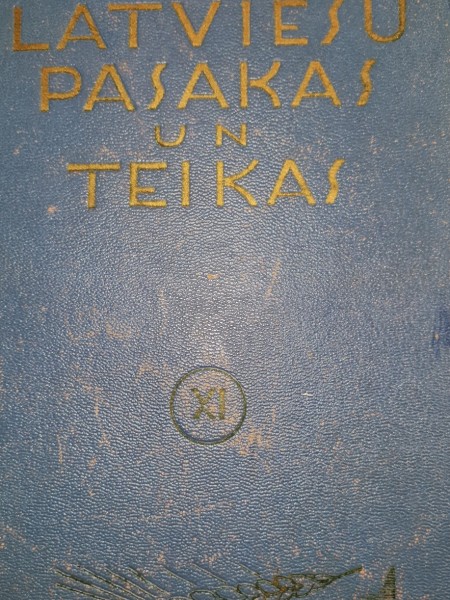 LATVIEŠU
PASAKAS
UN
TEIKAS
XI